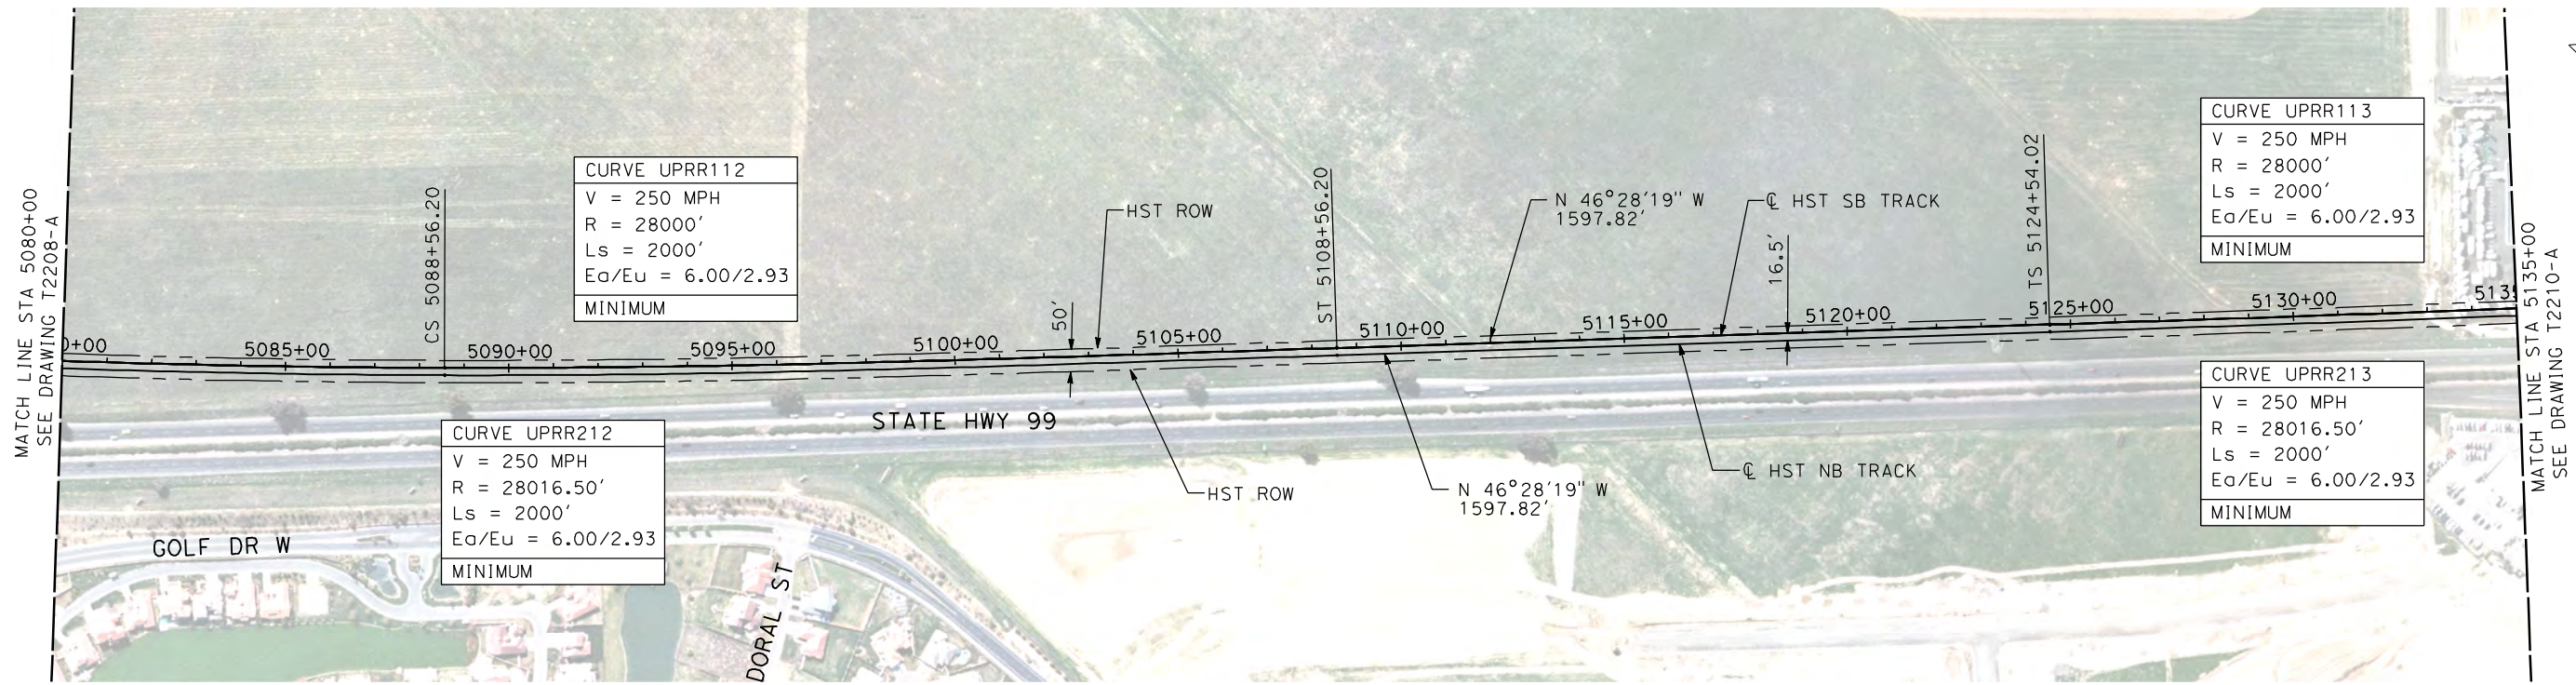 MATCH LINE STA 5080+00
SEE DRAWING T2208-A
CS 5088+56.20
CURVE UPRR112
V = 250 MPH
R = 28000'
Ls = 2000'
Ea/Eu = 6.00/2.93
MINIMUM
HST ROW
50'
ST 5108+56.20
N 46°28'19" W
1597.82'
℄ HST SB TRACK
16.5'
TS 5124+54.02
CURVE UPRR113
V = 250 MPH
R = 28000'
Ls = 2000'
Ea/Eu = 6.00/2.93
MINIMUM
MATCH LINE STA 5135+00
SEE DRAWING T2210-A
0+00
5085+00
5090+00
5095+00
5100+00
5105+00
5110+00
5115+00
5120+00
5125+00
5130+00
5135
STATE HWY 99
CURVE UPRR212
V = 250 MPH
R = 28016.50'
Ls = 2000'
Ea/Eu = 6.00/2.93
MINIMUM
HST ROW
N 46°28'19" W
1597.82'
℄ HST NB TRACK
CURVE UPRR213
V = 250 MPH
R = 28016.50'
Ls = 2000'
Ea/Eu = 6.00/2.93
MINIMUM
GOLF DR W
DORAL ST